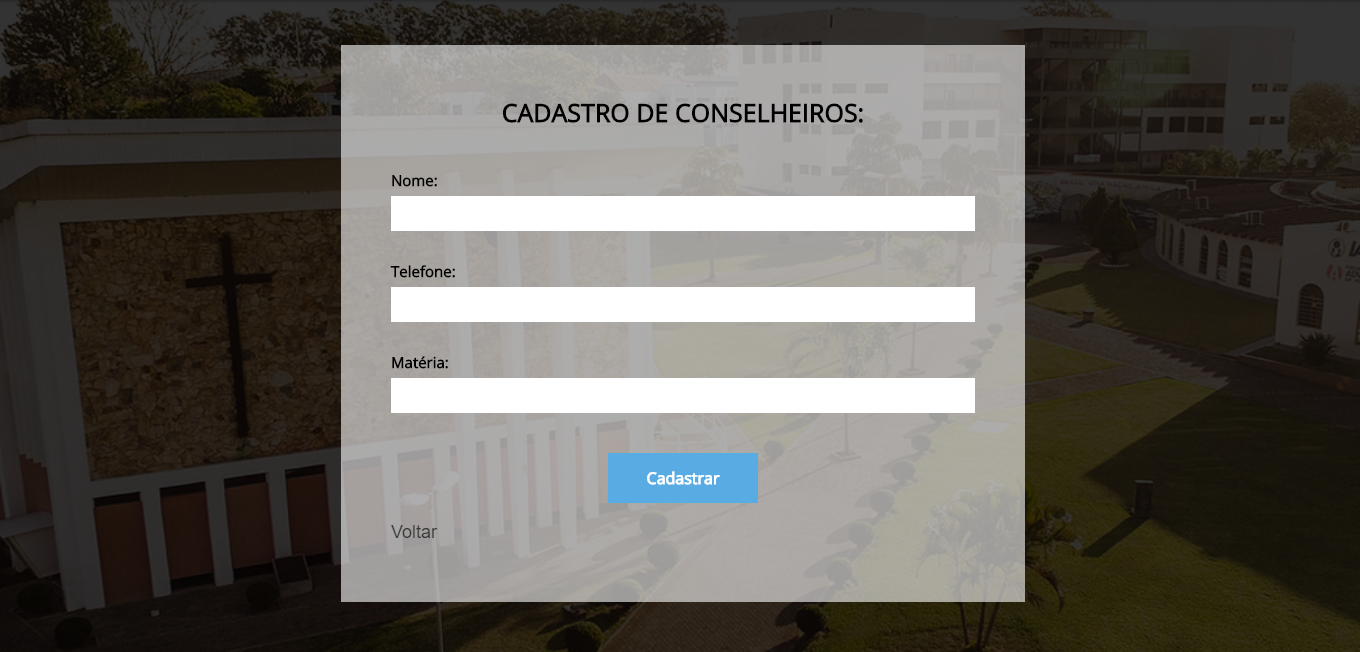 CADASTRO DE CONSELHEIROS:
Nome:
Telefone:
Matéria:
Cadastrar
Voltar